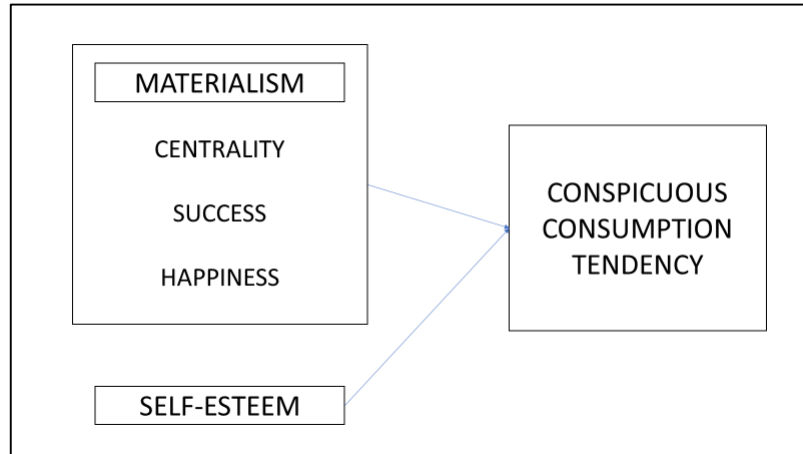 MATERIALISM
CENTRALITY
SUCCESS
HAPPINESS
SELF-ESTEEM
CONSPICUOUS
CONSUMPTION
TENDENCY